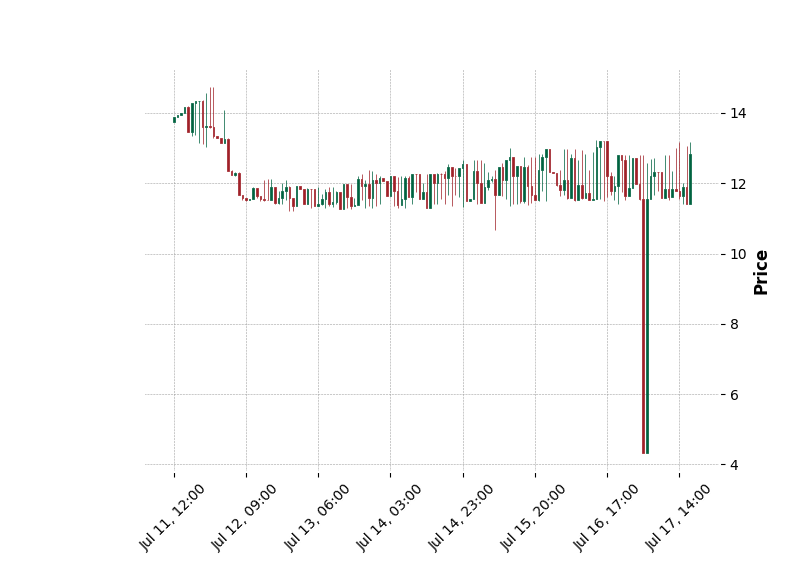 14
12
10
8
6
4
Price
Jul 11, 12:00
Jul 12, 09:00
Jul 13, 06:00
Jul 14, 03:00
Jul 14, 23:00
Jul 15, 20:00
Jul 16, 17:00
Jul 17, 14:00